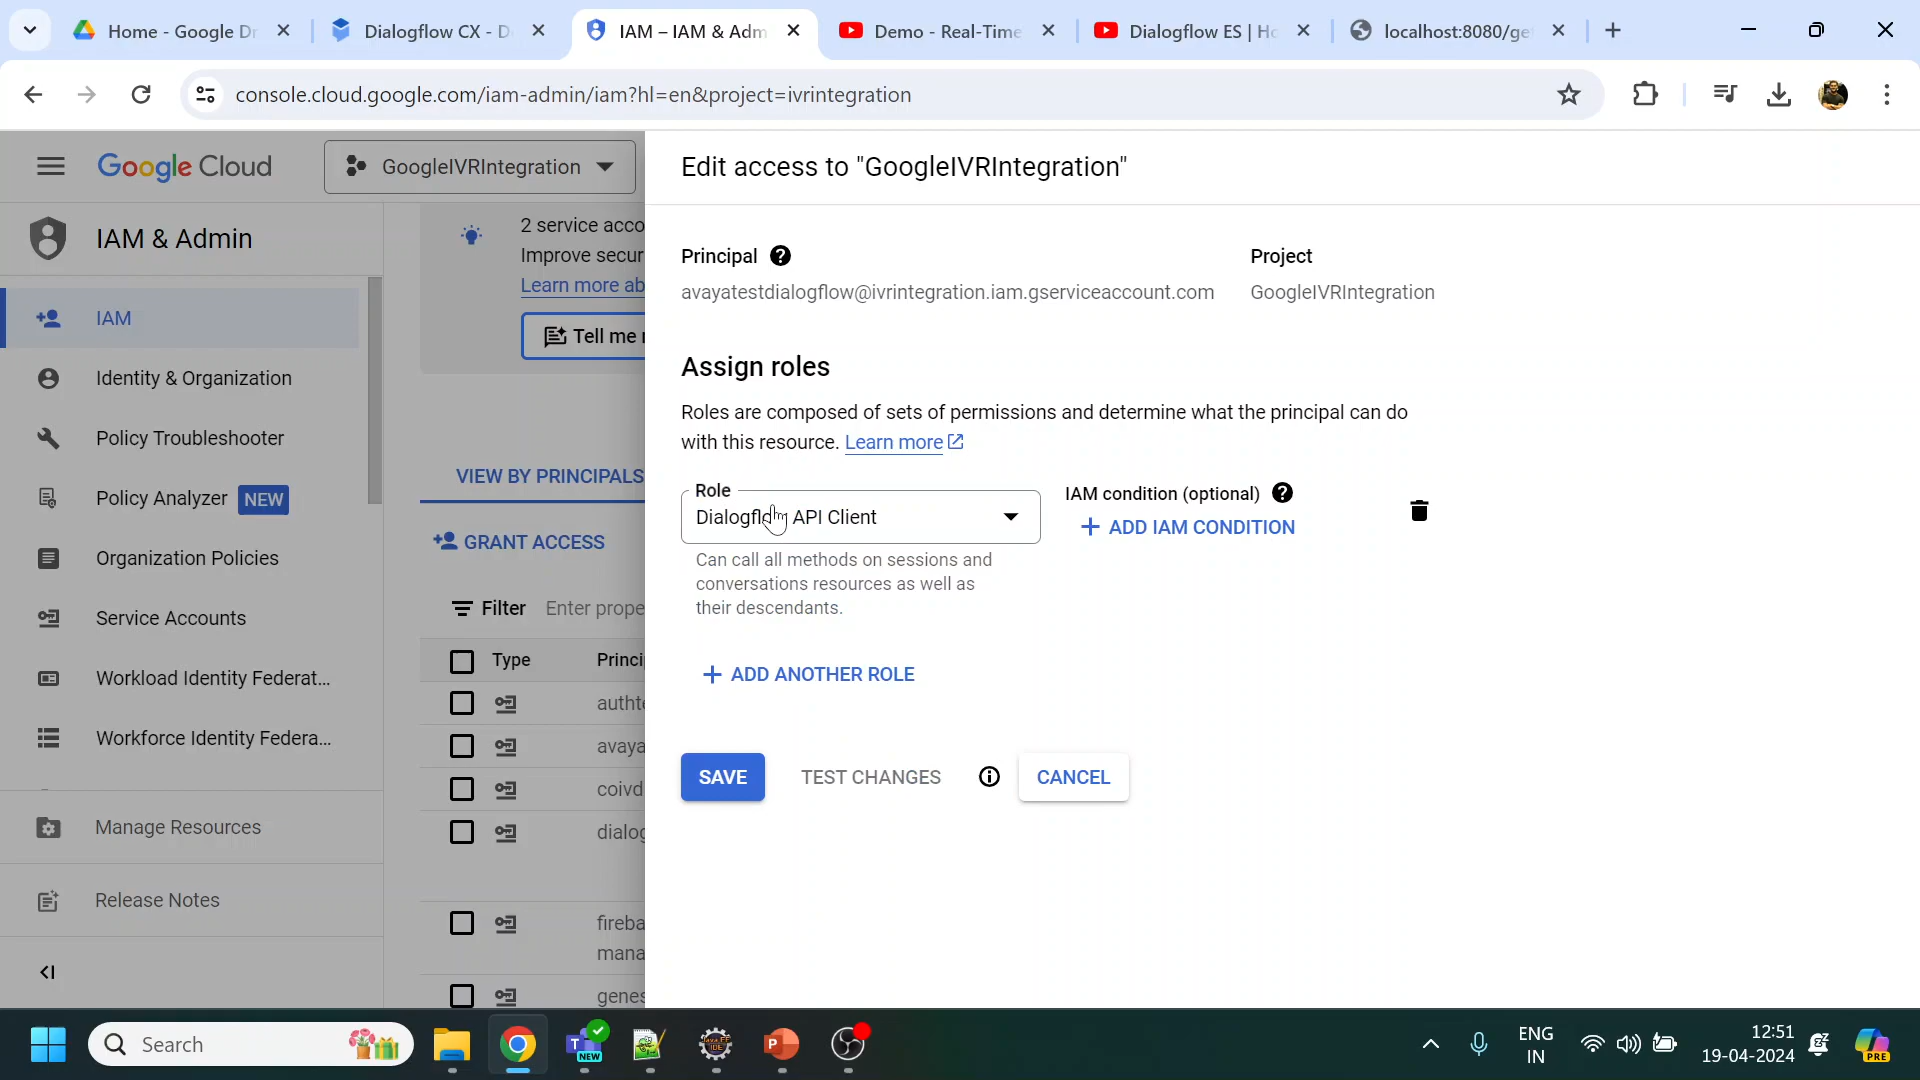 Home - Google Dr
Dialogflow CX - D
IAM – IAM & Adm
Demo - Real-Time
Dialogflow ES | Ho
localhost:8080/ge
console.cloud.google.com/iam-admin/iam?hl=en&project=ivrintegration
Google Cloud
GoogleIVRIntegration
IAM & Admin
IAM
Identity & Organization
Policy Troubleshooter
Policy Analyzer NEW
Organization Policies
Service Accounts
Workload Identity Federat...
Workforce Identity Federa...
Manage Resources
Release Notes
2 service acco
Improve secur
Learn more ab
Tell me
VIEW BY PRINCIPALS
GRANT ACCESS
Filter Enter prope
Type Princi
authte
avaya
coivd
dialog
fireba
mana
genes
Edit access to "GoogleIVRIntegration"
Principal
avayatestdialogflow@ivrintegration.iam.gserviceaccount.com
Project
GoogleIVRIntegration
Assign roles
Roles are composed of sets of permissions and determine what the principal can do
with this resource. Learn more
Role
Dialogflow API Client
Can call all methods on sessions and
conversations resources as well as
their descendants.
IAM condition (optional)
ADD IAM CONDITION
ADD ANOTHER ROLE
SAVE
TEST CHANGES
CANCEL
Search
NEW
ENG
IN
12:51
19-04-2024
PRE